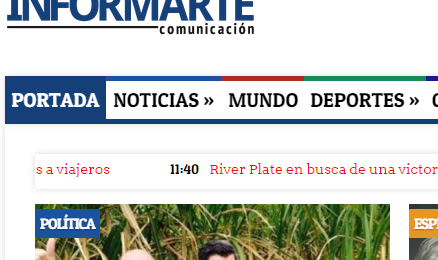 INFORMARTE
comunicación
PORTADA NOTICIAS » MUNDO DEPORTES »
s a viajeros 11:40 River Plate en busca de una victor
POLÍTICA ESP